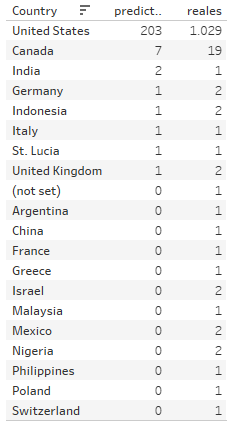 Country predict.. reales
United States 203 1.029
Canada 7 19
India 2 1
Germany 1 2
Indonesia 1 2
Italy 1 1
St. Lucia 1 1
United Kingdom 1 2
(not set) 0 1
Argentina 0 1
China 0 1
France 0 1
Greece 0 1
Israel 0 2
Malaysia 0 1
Mexico 0 2
Nigeria 0 2
Philippines 0 1
Poland 0 1
Switzerland 0 1